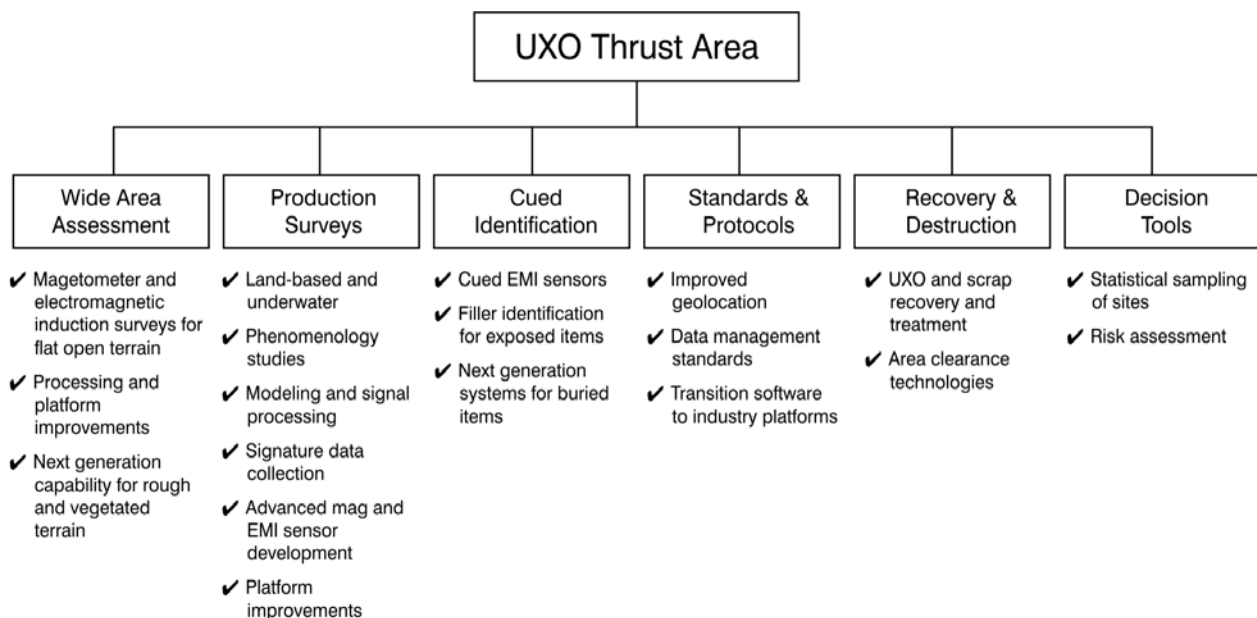 UXO Thrust Area
Wide Area
Assessment
✔ Magetometer and
electromagnetic
induction surveys for
flat open terrain
✔ Processing and
platform
improvements
✔ Next generation
capability for rough
and vegetated
terrain
Production
Surveys
✔ Land-based and
underwater
✔ Phenomenology
studies
✔ Modeling and signal
processing
✔ Signature data
collection
✔ Advanced mag and
EMI sensor
development
✔ Platform
improvements
Cued
Identification
✔ Cued EMI sensors
✔ Filler identification
for exposed items
✔ Next generation
systems for buried
items
Standards &
Protocols
✔ Improved
geolocation
✔ Data management
standards
✔ Transition software
to industry platforms
Recovery &
Destruction
✔ UXO and scrap
recovery and
treatment
✔ Area clearance
technologies
Decision
Tools
✔ Statistical sampling
of sites
✔ Risk assessment